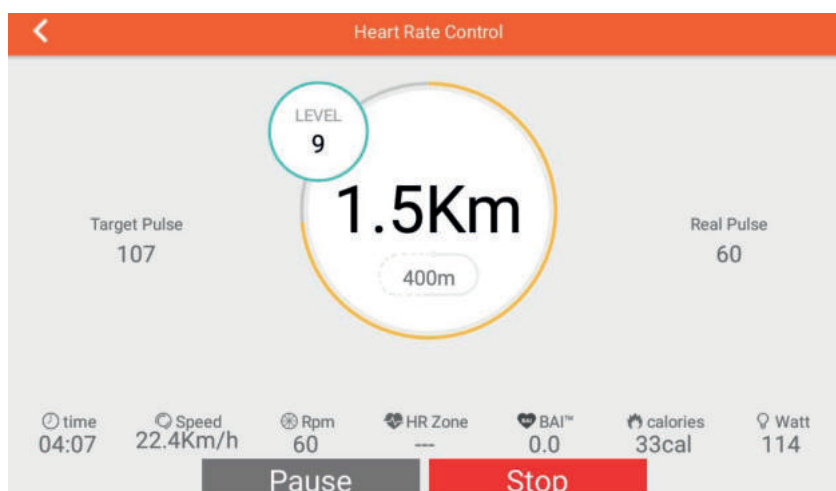 Heart Rate Control
LEVEL
9
1.5Km
400m
Target Pulse
107
Real Pulse
60
time
04:07
Speed
22.4Km/h
Rpm
60
HR Zone
---
BAI™
0.0
calories
33cal
Watt
114
Pause
Stop